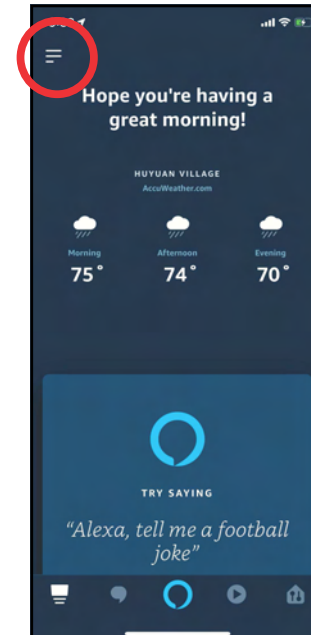 Hope you're having a
great morning!
HUYUAN VILLAGE
AccuWeather.com
Morning
Afternoon
Evening
75°
74°
70°
TRY SAYING
“Alexa, tell me a football
joke”